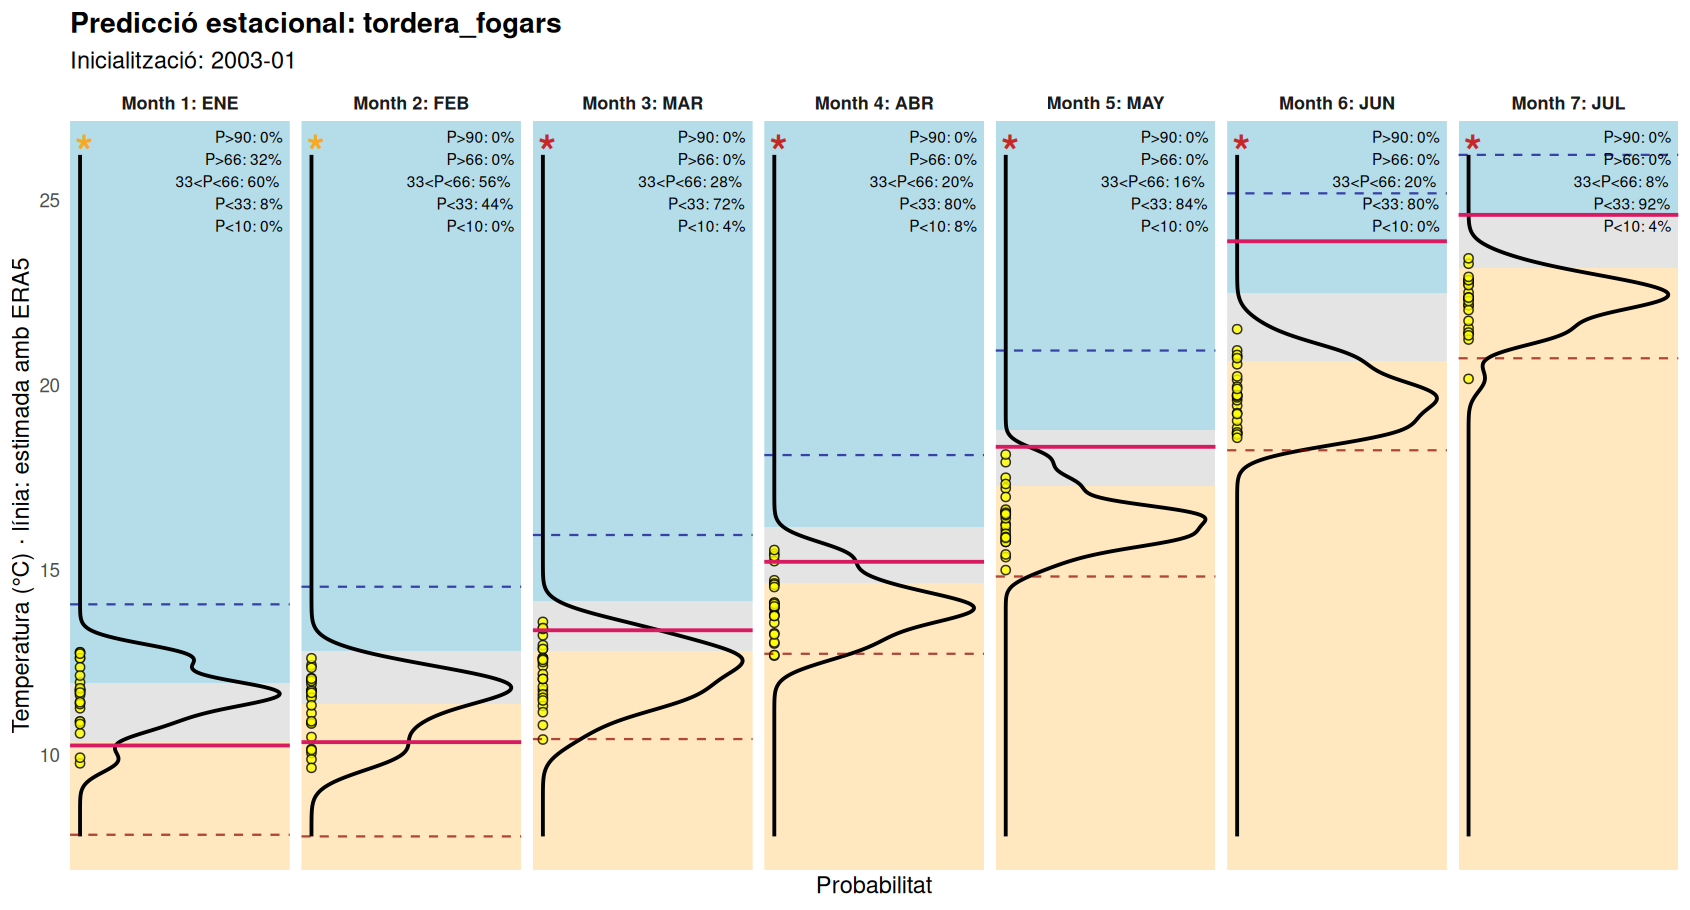 Predicció estacional: tordera_fogars
Inicialització: 2003-01
Month 1: ENE
Month 2: FEB
Month 3: MAR
Month 4: ABR
Month 5: MAY
Month 6: JUN
Month 7: JUL
*
P>90: 0%
P>66: 32%
33<P<66: 60%
P<33: 8%
P<10: 0%
*
P>90: 0%
P>66: 0%
33<P<66: 56%
P<33: 44%
P<10: 0%
*
P>90: 0%
P>66: 0%
33<P<66: 28%
P<33: 72%
P<10: 4%
*
P>90: 0%
P>66: 0%
33<P<66: 20%
P<33: 80%
P<10: 8%
*
P>90: 0%
P>66: 0%
33<P<66: 16%
P<33: 84%
P<10: 0%
*
P>90: 0%
P>66: 0%
33<P<66: 20%
P<33: 80%
P<10: 0%
*
P>90: 0%
P>66: 0%
33<P<66: 8%
P<33: 92%
P<10: 4%
25
20
15
10
Temperatura (°C) · línia: estimada amb ERA5
Probabilitat